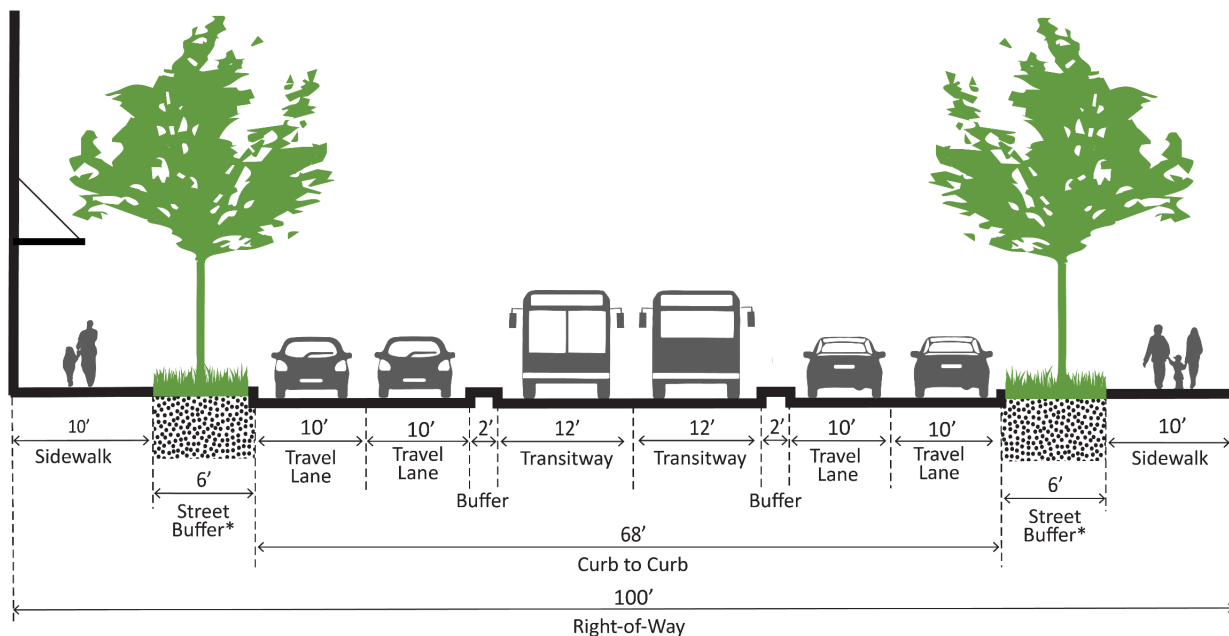 10’ 10’ 10’ 2’ 12’ 12’ 2’ 10’ 10’ 10’
Sidewalk Travel Lane Travel Lane Transitway Transitway Travel Lane Travel Lane Sidewalk
Buffer Buffer
6’ 6’
Street Buffer* Street Buffer*
68’
Curb to Curb
100’
Right-of-Way